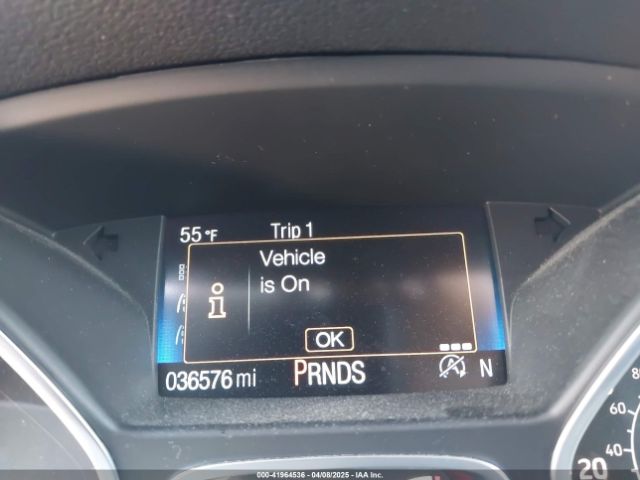 55°F Trip 1
Vehicle
is On
i
OK
036576 mi PRNDS A N
80
60
40
20
000-41964536 - 04/08/2025 - IAA Inc.